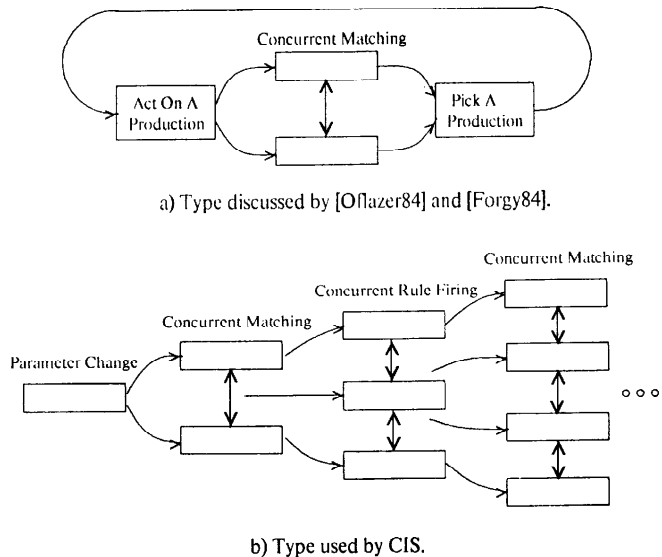 Concurrent Matching
Act On A
Production
Pick A
Production
a) Type discussed by [Oflazer84] and [Forgy84].
Concurrent Matching
Concurrent Rule Firing
Concurrent Matching
Parameter Change
b) Type used by CIS.